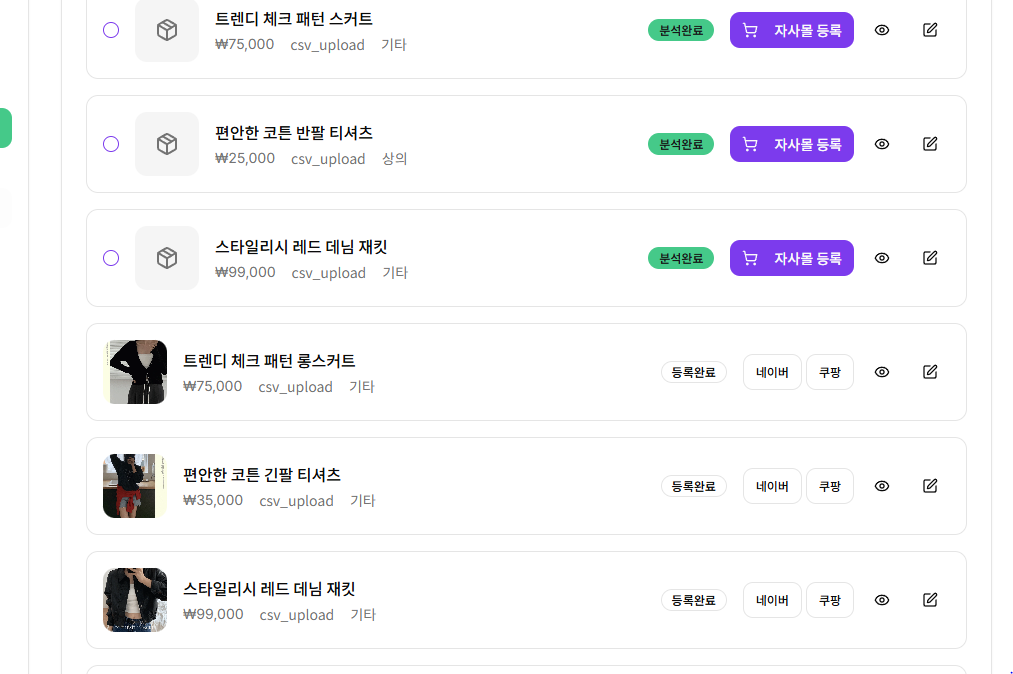 트렌디 체크 패턴 스커트
₩75,000 csv_upload 기타
분석완료 자사몰 등록
편안한 코튼 반팔 티셔츠
₩25,000 csv_upload 상의
분석완료 자사몰 등록
스타일리시 레드 데님 재킷
₩99,000 csv_upload 기타
분석완료 자사몰 등록
트렌디 체크 패턴 롱스커트
₩75,000 csv_upload 기타
등록완료 네이버 쿠팡
편안한 코튼 긴팔 티셔츠
₩35,000 csv_upload 기타
등록완료 네이버 쿠팡
스타일리시 레드 데님 재킷
₩99,000 csv_upload 기타
등록완료 네이버 쿠팡